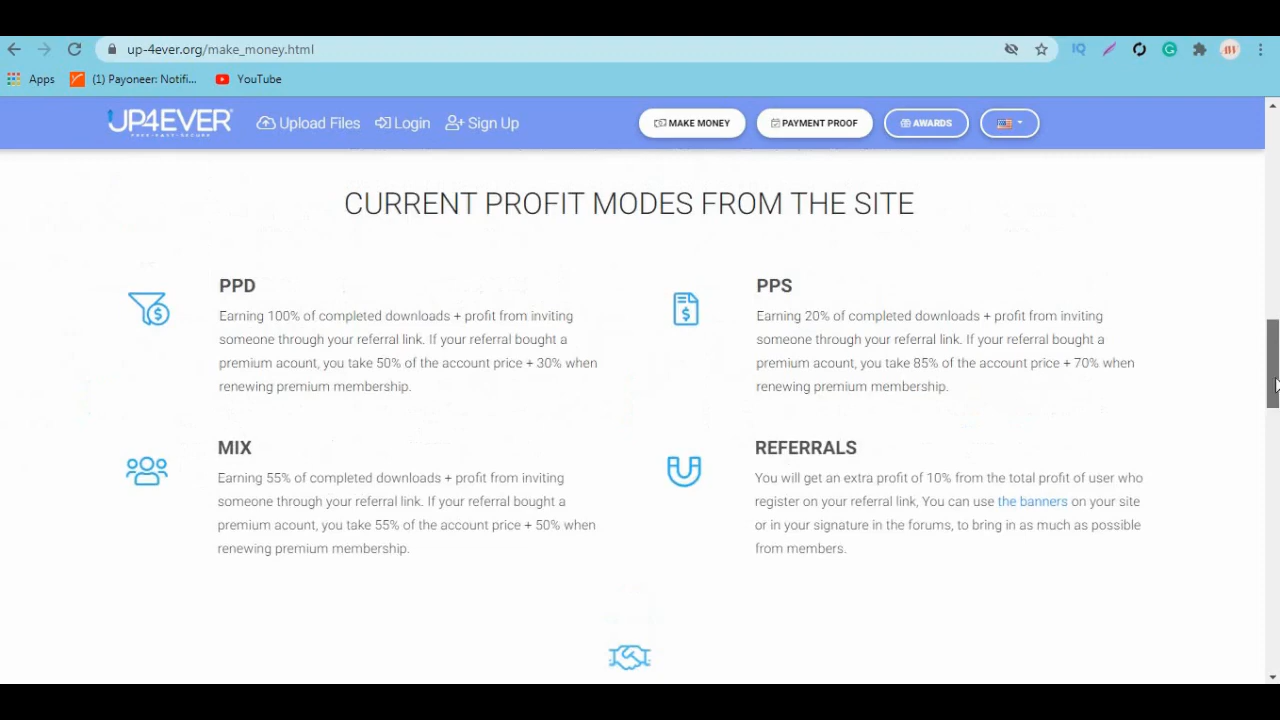 up-4ever.org/make_money.html
Apps
(1) Payoneer: Notifi...
YouTube
UP4EVER
Upload Files
Login
Sign Up
MAKE MONEY
PAYMENT PROOF
AWARDS
CURRENT PROFIT MODES FROM THE SITE
PPD
Earning 100% of completed downloads + profit from inviting
someone through your referral link. If your referral bought a
premium acount, you take 50% of the account price + 30% when
renewing premium membership.
PPS
Earning 20% of completed downloads + profit from inviting
someone through your referral link. If your referral bought a
premium acount, you take 85% of the account price + 70% when
renewing premium membership.
MIX
Earning 55% of completed downloads + profit from inviting
someone through your referral link. If your referral bought a
premium acount, you take 55% of the account price + 50% when
renewing premium membership.
REFERRALS
You will get an extra profit of 10% from the total profit of user who
register on your referral link, You can use the banners on your site
or in your signature in the forums, to bring in as much as possible
from members.